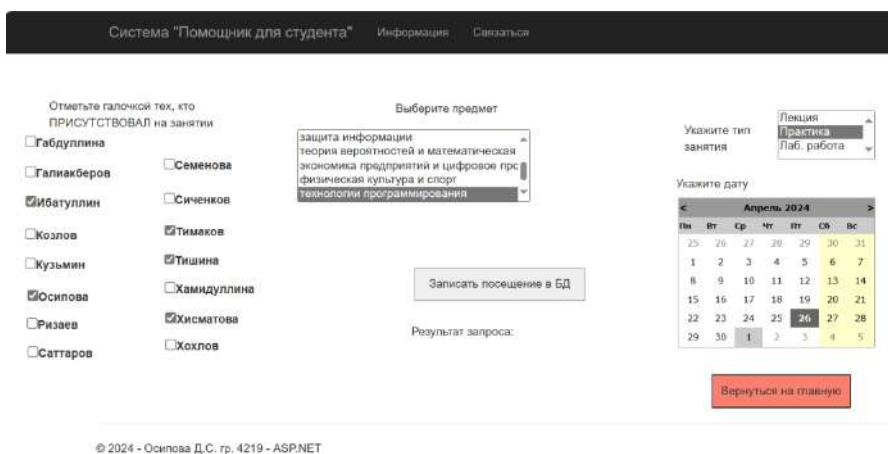 Система "Помощник для студента" Информация Связаться
Отметьте галочкой тех, кто
ПРИСУТСТВОВАЛ на занятии
Габдуллина
Галиакберов
Ибатуллин
Козлов
Кузьмин
Осипова
Ризаев
Саттаров
Семенова
Сиченков
Тимаков
Тишина
Хамидуллина
Хисматова
Хохлов
Выберите предмет
защита информации
теория вероятностей и математическая
экономика предприятий и цифровое прс
физическая культура и спорт
технологии программирования
Записать посещение в БД
Результат запроса:
Укажите тип
занятия
Лекция
Практика
Лаб. работа
Укажите дату
< Апрель 2024 >
Пн Вт Ср Чт Пт Сб Вс
25 26 27 28 29 30 31
1 2 3 4 5 6 7
8 9 10 11 12 13 14
15 16 17 18 19 20 21
22 23 24 25 26 27 28
29 30 1 2 3 4 5
Вернуться на главную
© 2024 - Осипова Д.С. гр. 4219 - ASP.NET